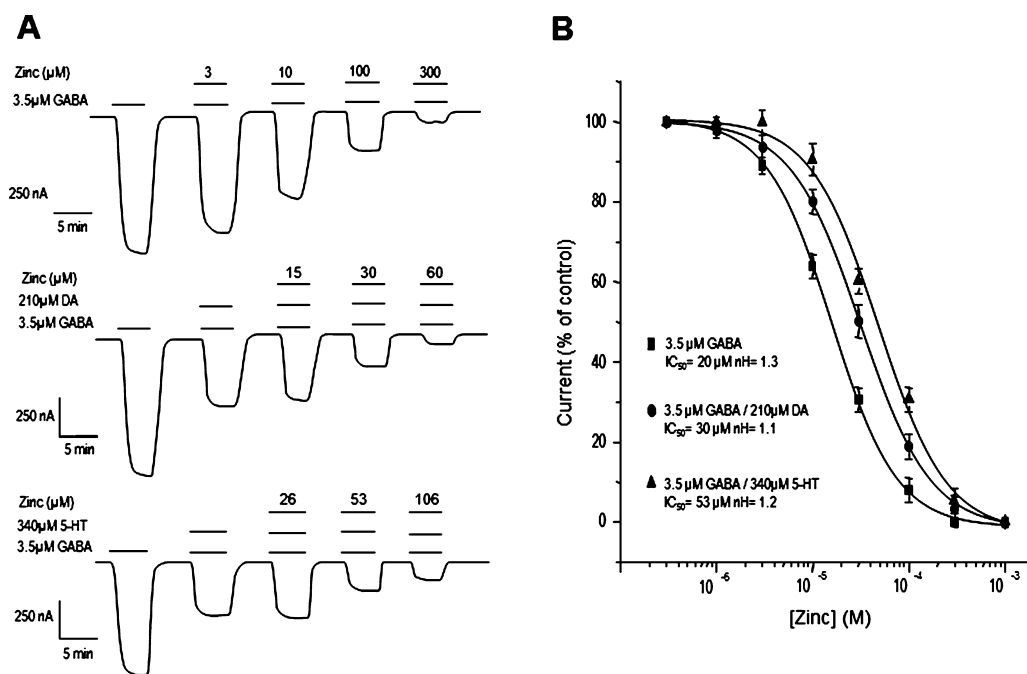 A
Zinc (µM) 3 10 100 300
3.5µM GABA
250 nA
5 min
Zinc (µM) 15 30 60
210µM DA
3.5µM GABA
250 nA
5 min
Zinc (µM) 26 53 106
340µM 5-HT
3.5µM GABA
250 nA
5 min
B
Current (% of control)
100
80
60
40
20
0
3.5 µM GABA
IC50= 20 µM nH= 1.3
3.5 µM GABA / 210µM DA
IC50= 30 µM nH= 1.1
3.5 µM GABA / 340µM 5-HT
IC50= 53 µM nH= 1.2
10-6 10-5 10-4 10-3
[Zinc] (M)